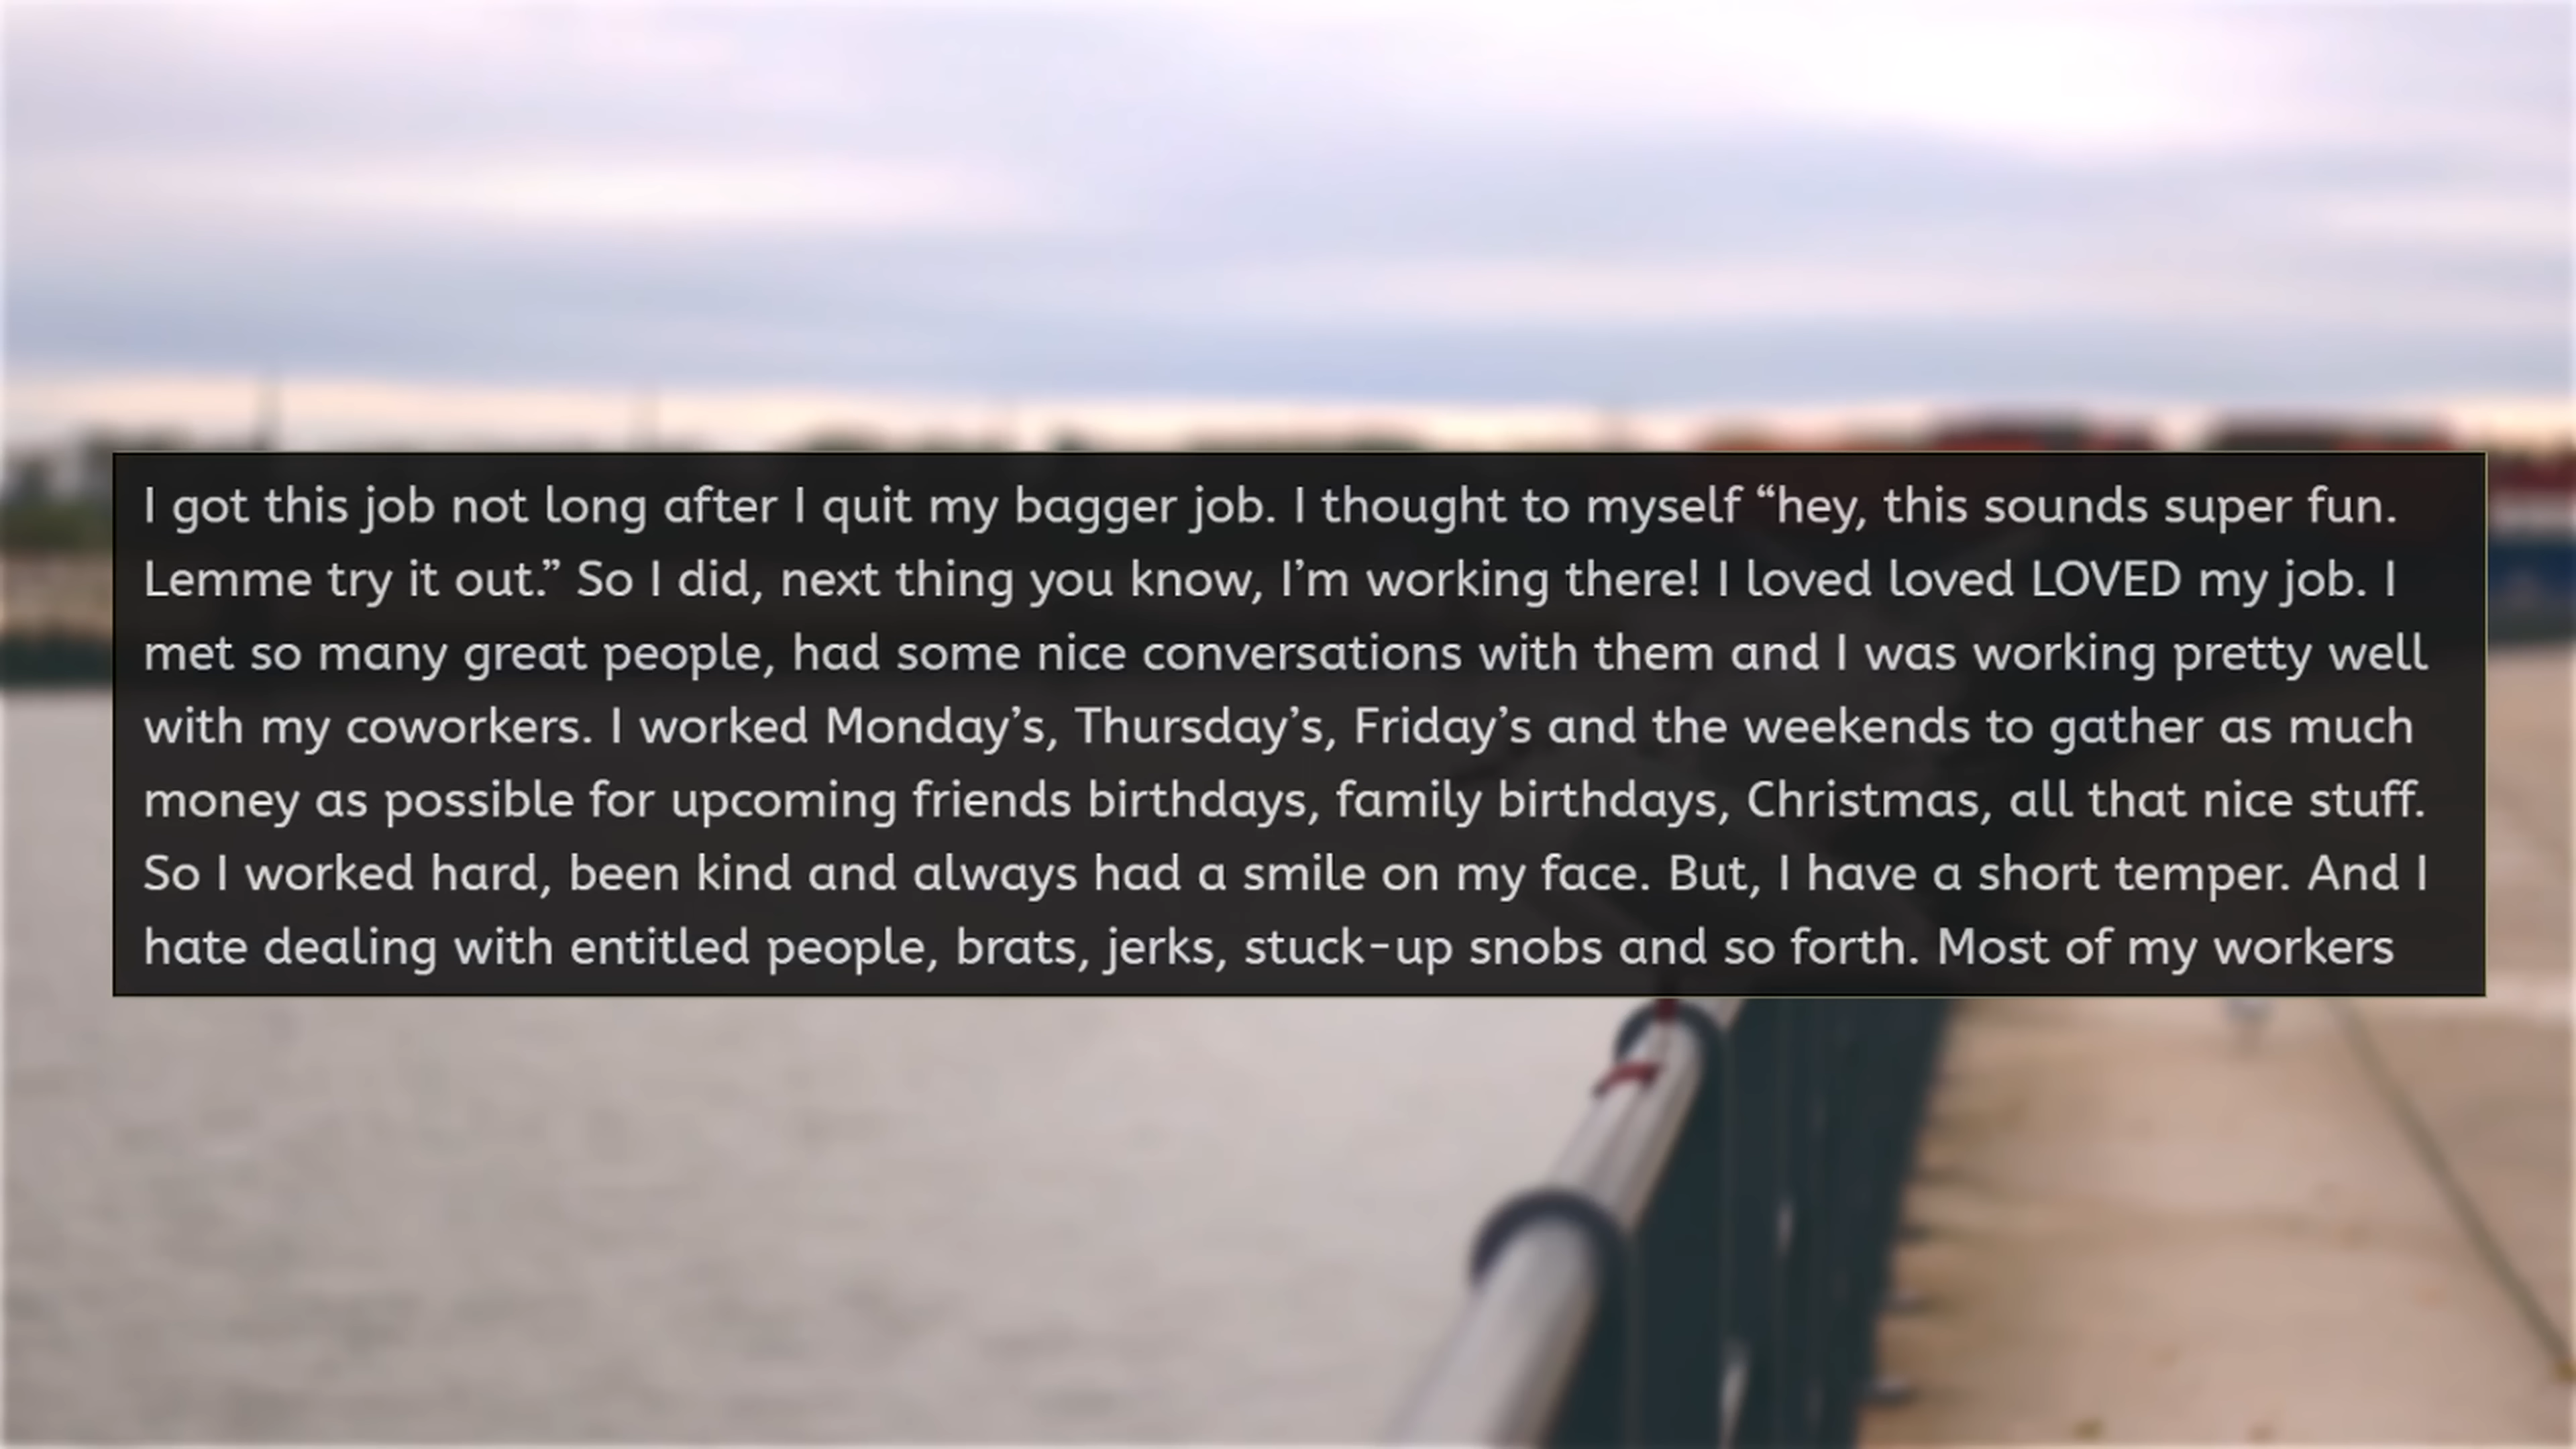 I got this job not long after I quit my bagger job. I thought to myself “hey, this sounds super fun.
Lemme try it out.” So I did, next thing you know, I’m working there! I loved loved LOVED my job. I
met so many great people, had some nice conversations with them and I was working pretty well
with my coworkers. I worked Monday’s, Thursday’s, Friday’s and the weekends to gather as much
money as possible for upcoming friends birthdays, family birthdays, Christmas, all that nice stuff.
So I worked hard, been kind and always had a smile on my face. But, I have a short temper. And I
hate dealing with entitled people, brats, jerks, stuck-up snobs and so forth. Most of my workers